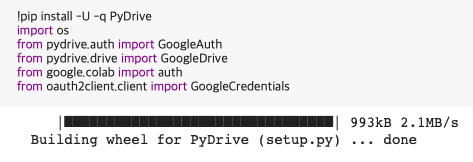 !pip install -U -q PyDrive
import os
from pydrive.auth import GoogleAuth
from pydrive.drive import GoogleDrive
from google.colab import auth
from oauth2client.client import GoogleCredentials
|████████████████████████████████| 993kB 2.1MB/s
Building wheel for PyDrive (setup.py) ... done